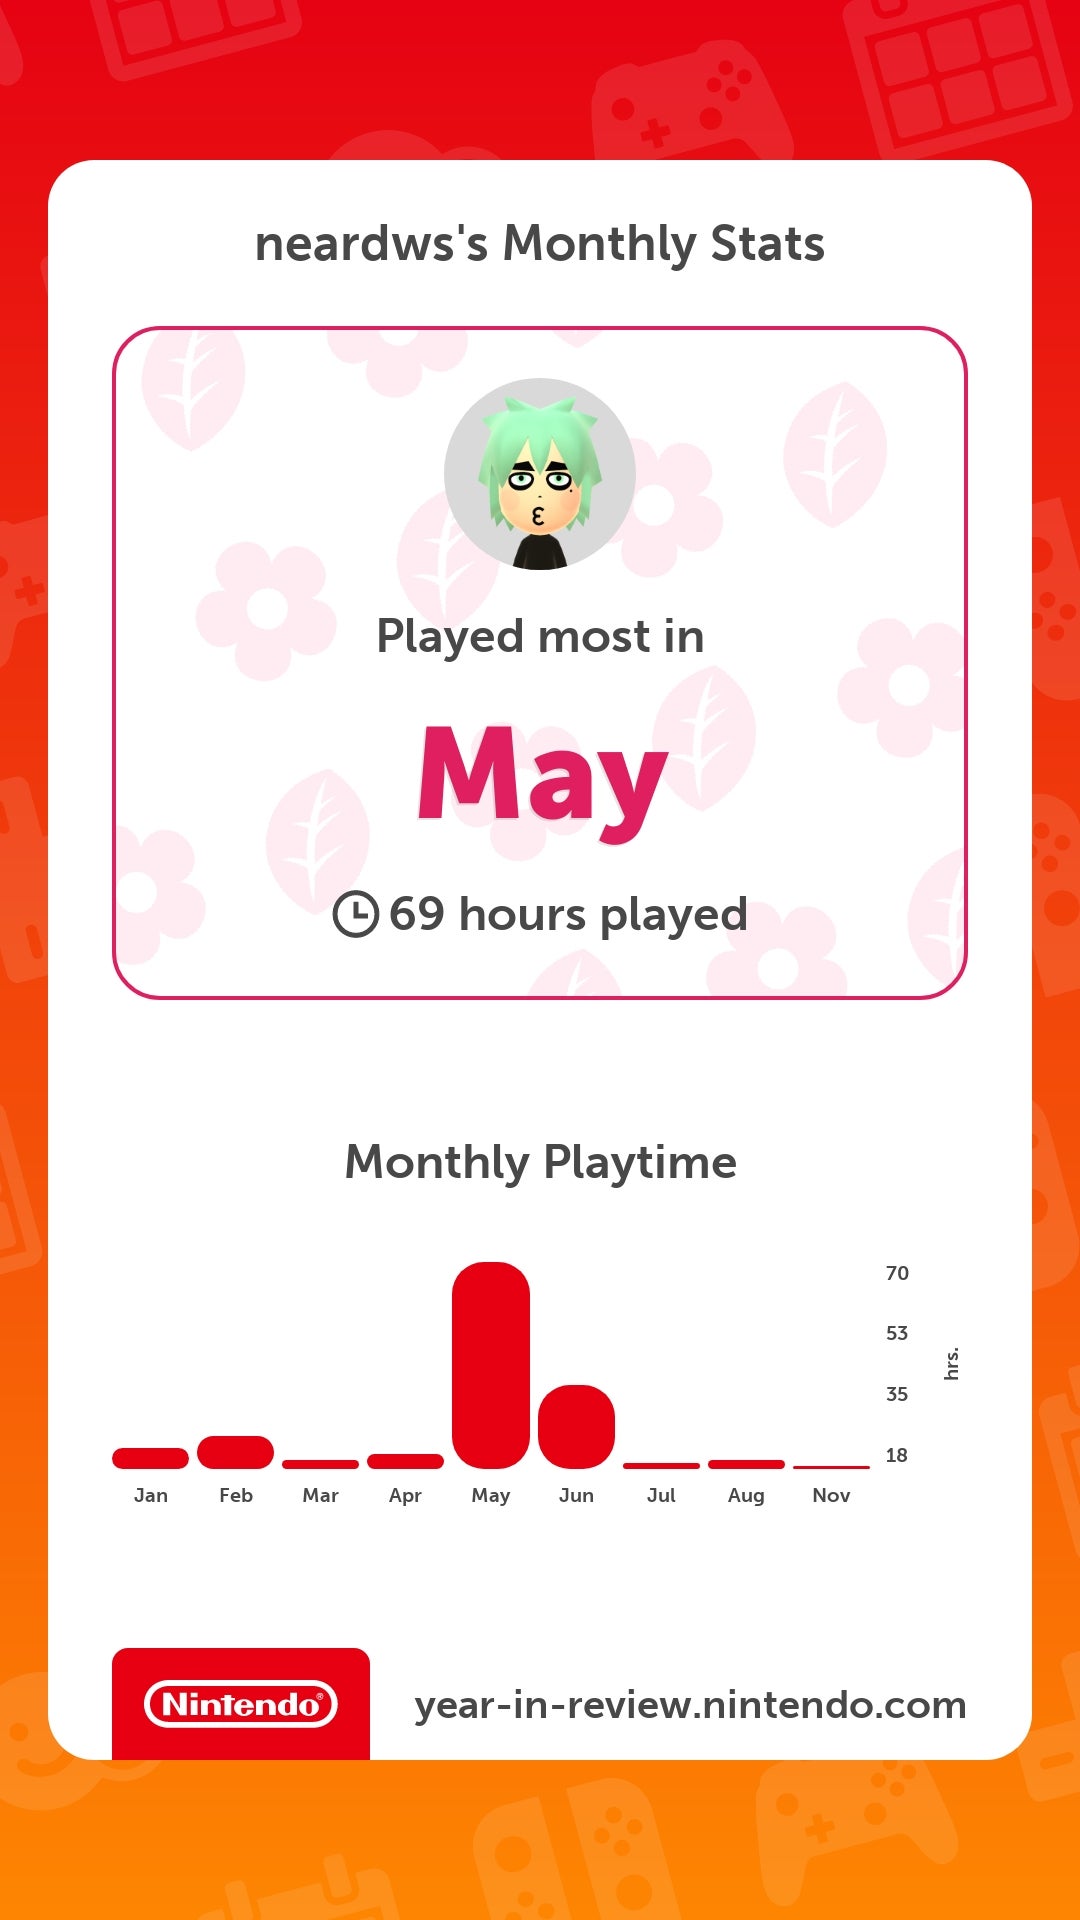 neardws's Monthly Stats
Played most in
May
69 hours played
Monthly Playtime
70
53
35
18
hrs.
Jan Feb Mar Apr May Jun Jul Aug Nov
Nintendo®
year-in-review.nintendo.com